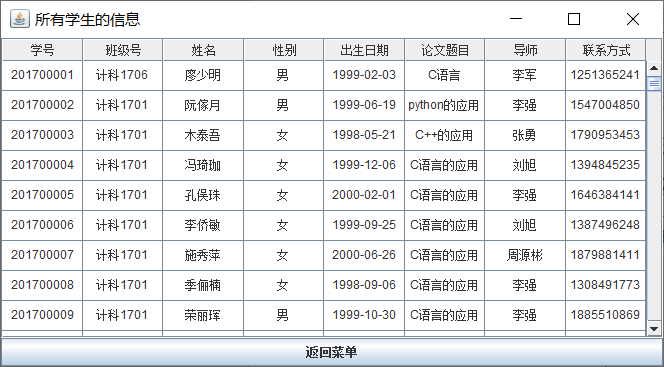 所有学生的信息
学号 班级号 姓名 性别 出生日期 论文题目 导师 联系方式
201700001 计科1706 廖少明 男 1999-02-03 C语言 李军 1251365241
201700002 计科1701 阮傢月 男 1999-06-19 python的应用 李强 1547004850
201700003 计科1701 木泰吾 女 1998-05-21 C++的应用 张勇 1790953453
201700004 计科1701 冯琦珈 女 1999-12-06 C语言的应用 刘旭 1394845235
201700005 计科1701 孔俣珠 女 2000-02-01 C语言的应用 李强 1646384141
201700006 计科1701 李侨敏 女 1999-09-25 C语言的应用 刘旭 1387496248
201700007 计科1701 施秀萍 女 2000-06-26 C语言的应用 周源彬 1879881411
201700008 计科1701 季俪楠 女 1998-09-06 C语言的应用 李强 1308491773
201700009 计科1701 荣丽珲 男 1999-10-30 C语言的应用 李强 1885510869
返回菜单